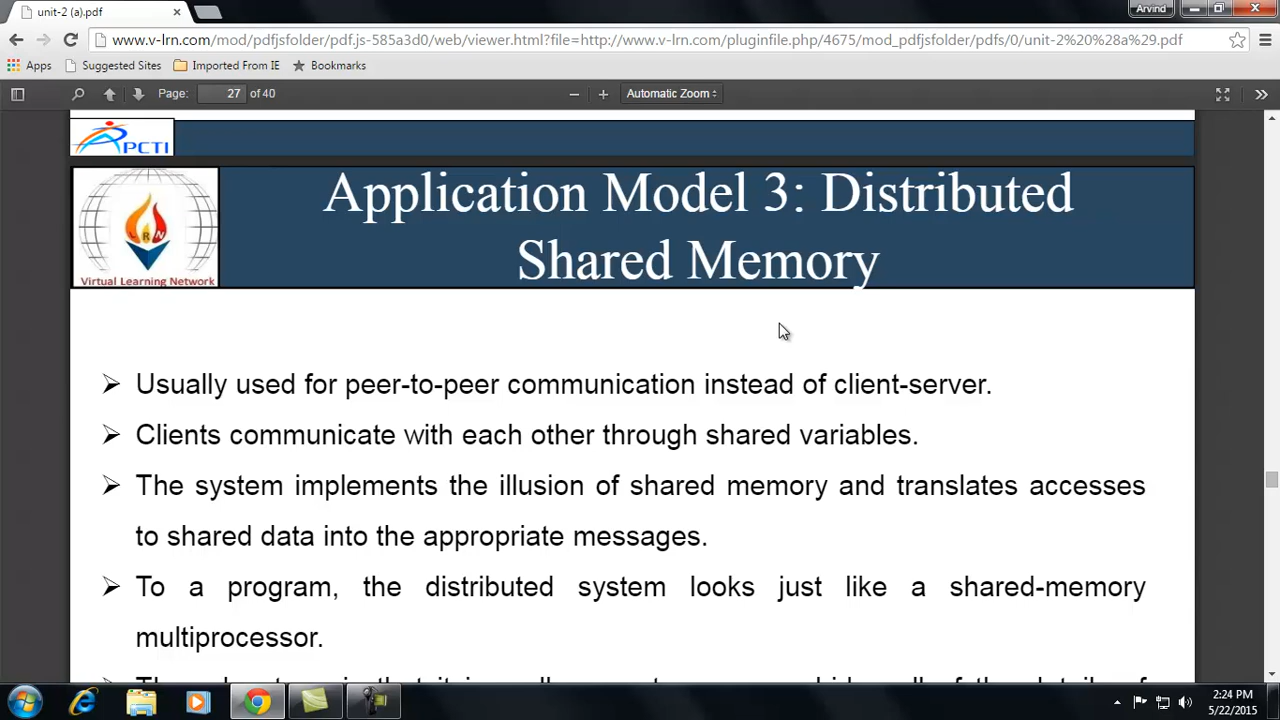 unit-2 (a).pdf
Arvind
www.v-lrn.com/mod/pdfjsfolder/pdf.js-585a3d0/web/viewer.html?file=http://www.v-lrn.com/pluginfile.php/4675/mod_pdfjsfolder/pdfs/0/unit-2%20%28a%29.pdf
Apps Suggested Sites Imported From IE Bookmarks
Page: 27 of 40 Automatic Zoom
PCTI
Application Model 3: Distributed
Shared Memory
LRN
Virtual Learning Network
Usually used for peer-to-peer communication instead of client-server.
Clients communicate with each other through shared variables.
The system implements the illusion of shared memory and translates accesses
to shared data into the appropriate messages.
To a program, the distributed system looks just like a shared-memory
multiprocessor.
2:24 PM
5/22/2015